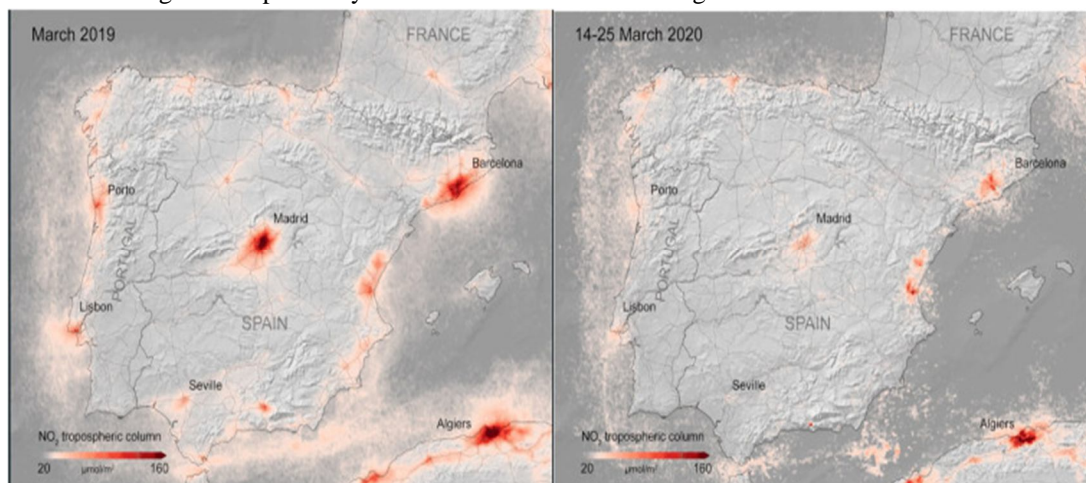 March 2019
FRANCE
Porto
PORTUGAL
Madrid
Barcelona
Lisbon
SPAIN
Seville
Algiers
NO₂ tropospheric column
20 µmol/m² 160
14-25 March 2020
FRANCE
Porto
PORTUGAL
Madrid
Barcelona
Lisbon
SPAIN
Seville
Algiers
NO₂ tropospheric column
20 µmol/m² 160